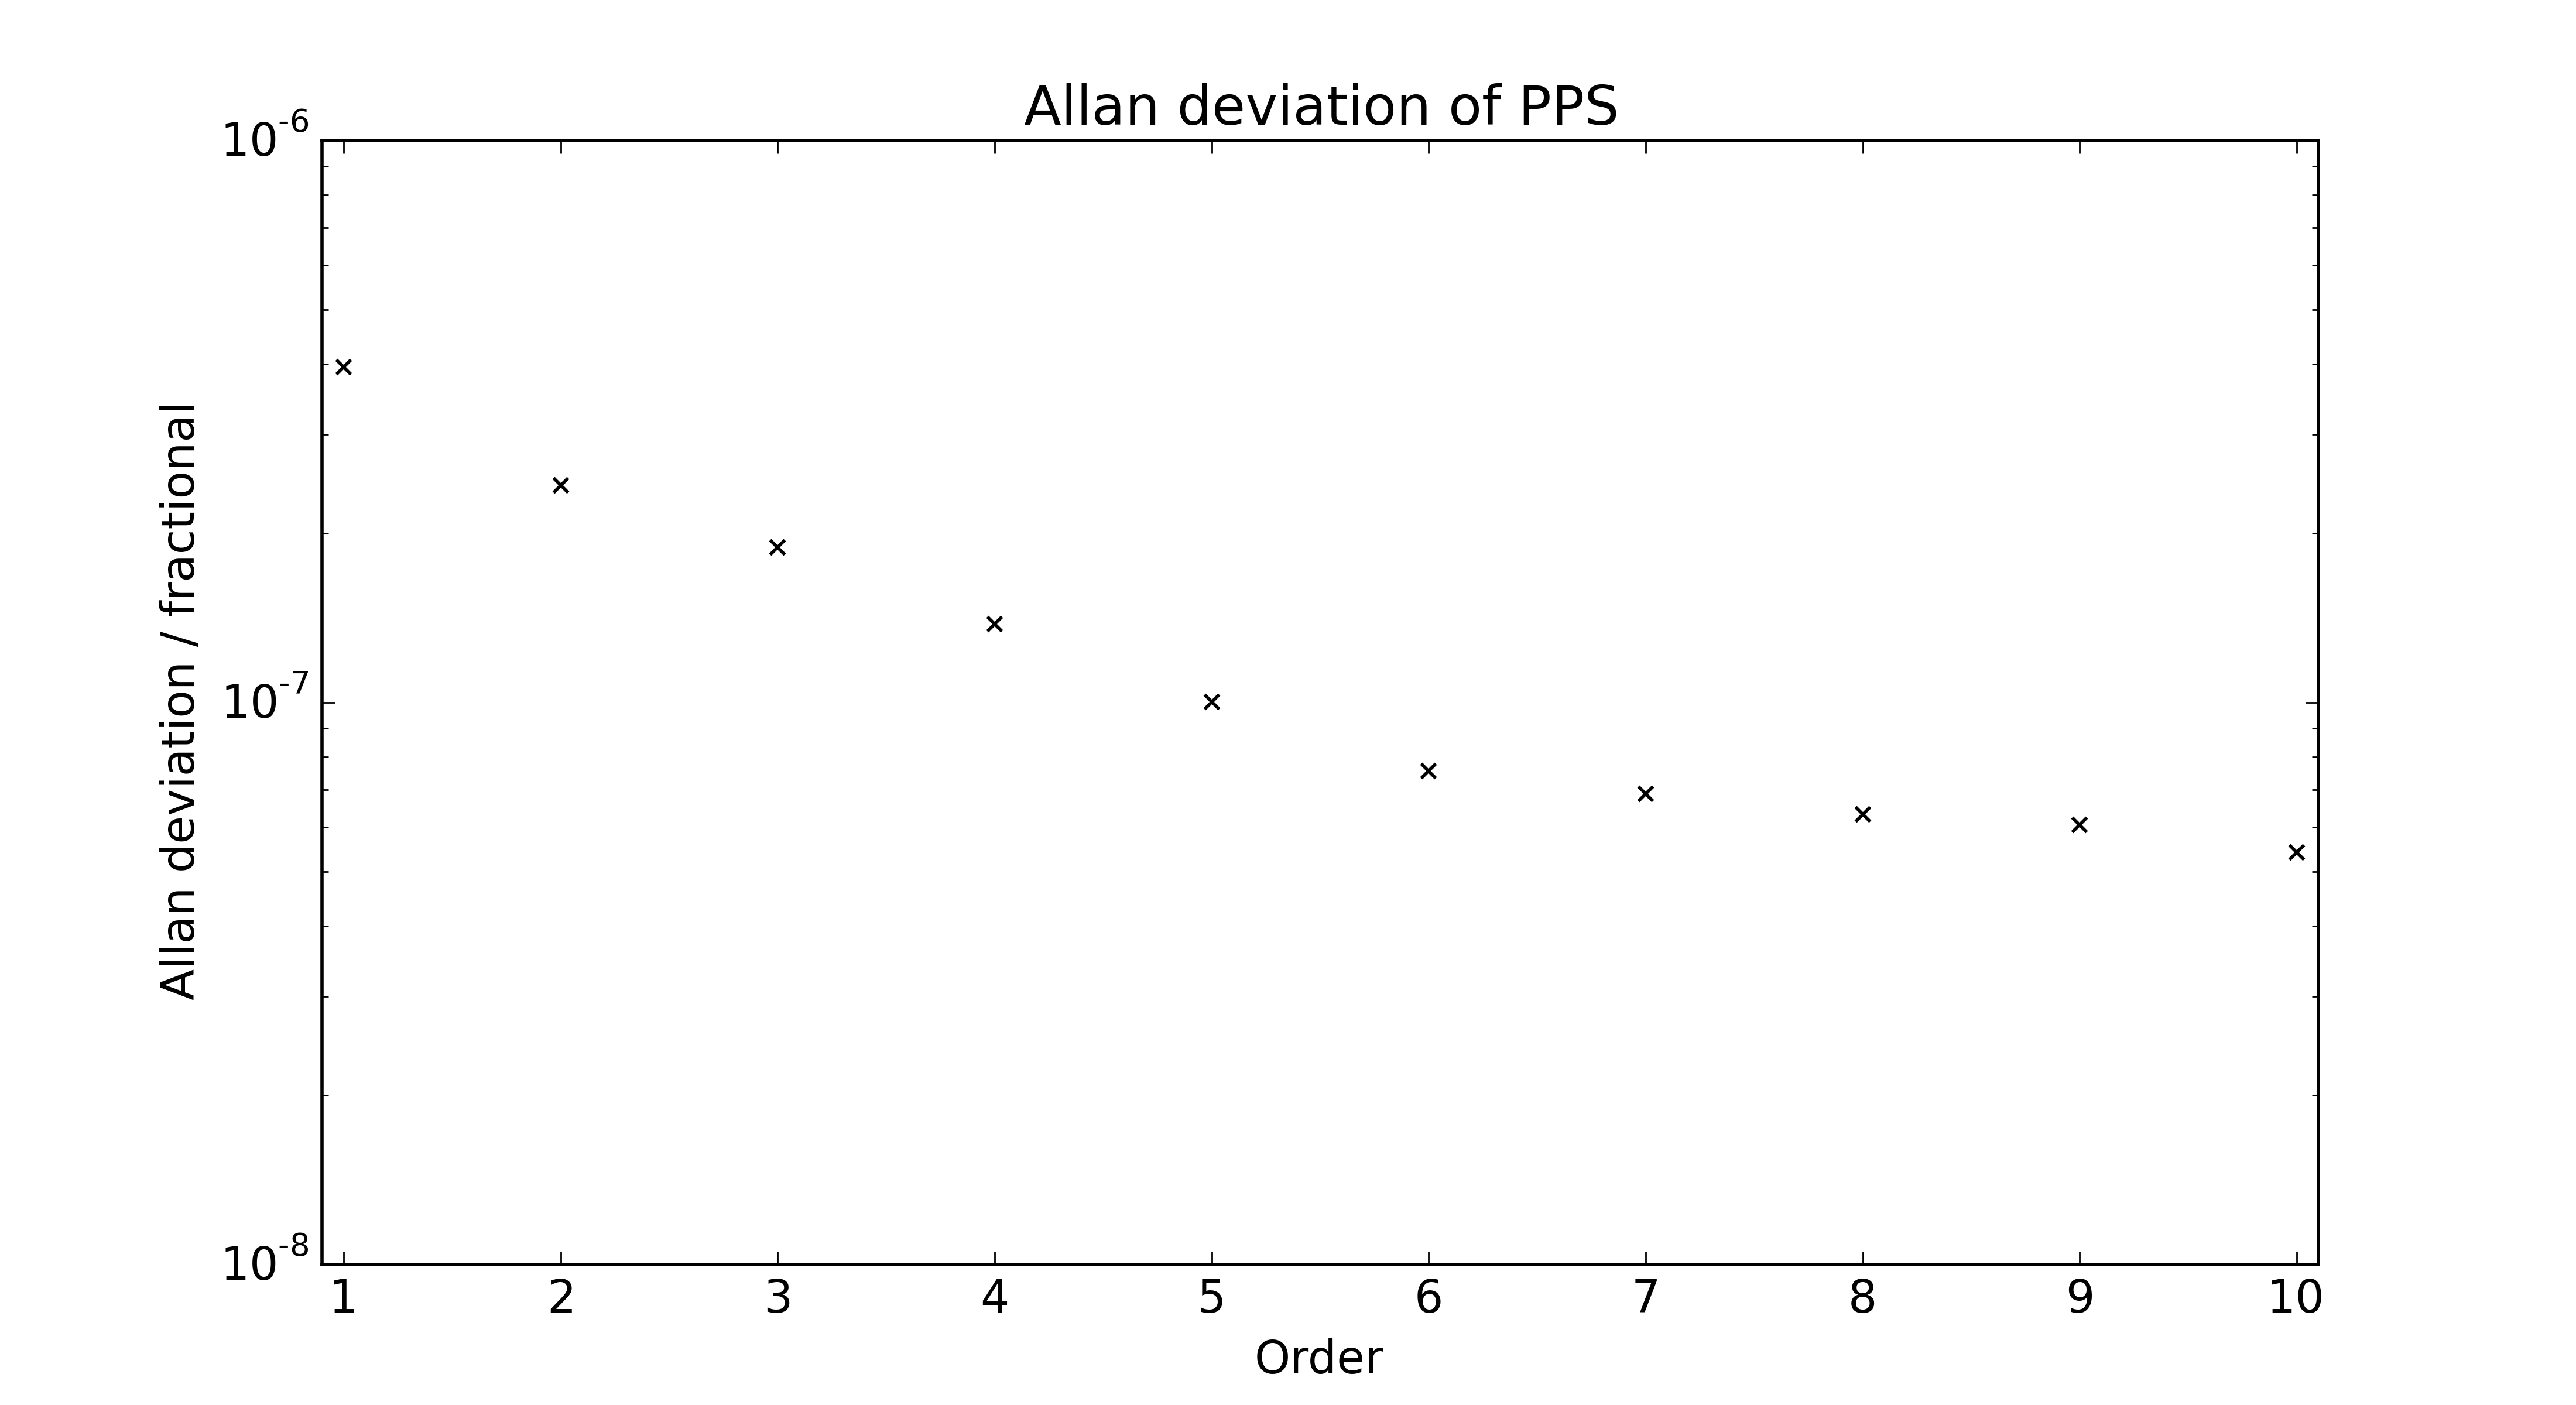 Allan deviation of PPS
10^-6
10^-7
10^-8
Allan deviation / fractional
1 2 3 4 5 6 7 8 9 10
Order